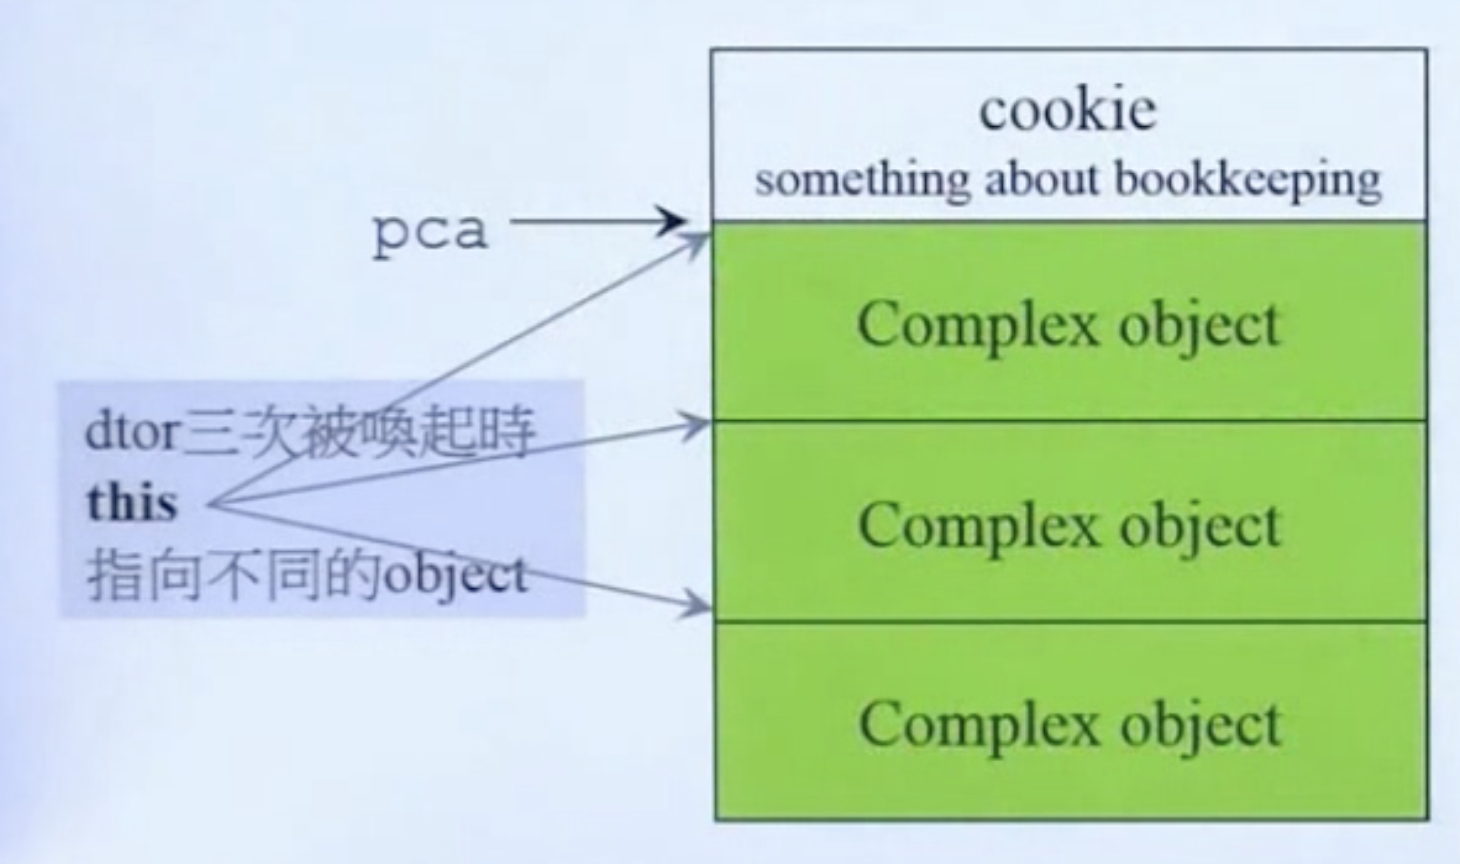 cookie
something about bookkeeping
pca
Complex object
dtor三次被喚起時
this
指向不同的object
Complex object
Complex object